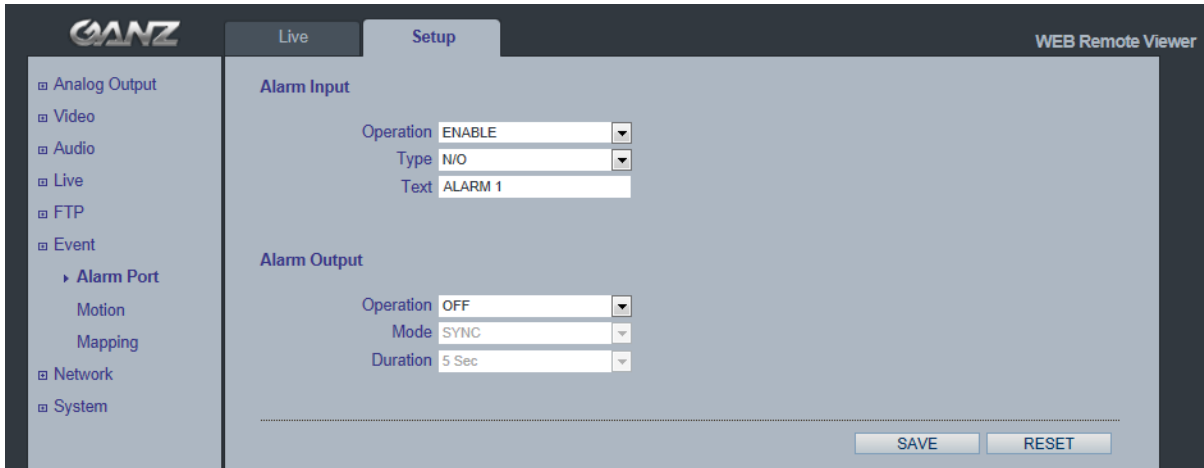 GANZ
Live
Setup
WEB Remote Viewer
Analog Output
Video
Audio
Live
FTP
Event
Alarm Port
Motion
Mapping
Network
System
Alarm Input
Operation ENABLE
Type N/O
Text ALARM 1
Alarm Output
Operation OFF
Mode SYNC
Duration 5 Sec
SAVE
RESET